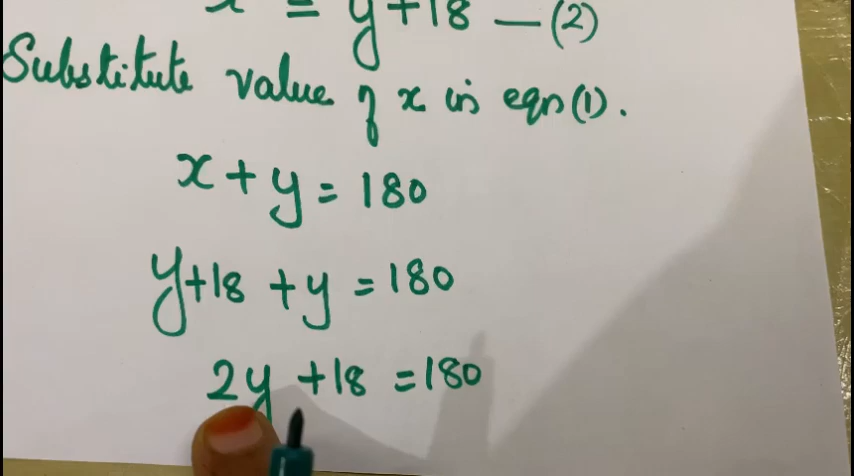 x = y+18 — (2)
Substitute value of x in eqn(1).
x + y = 180
y+18 + y = 180
2y +18 = 180